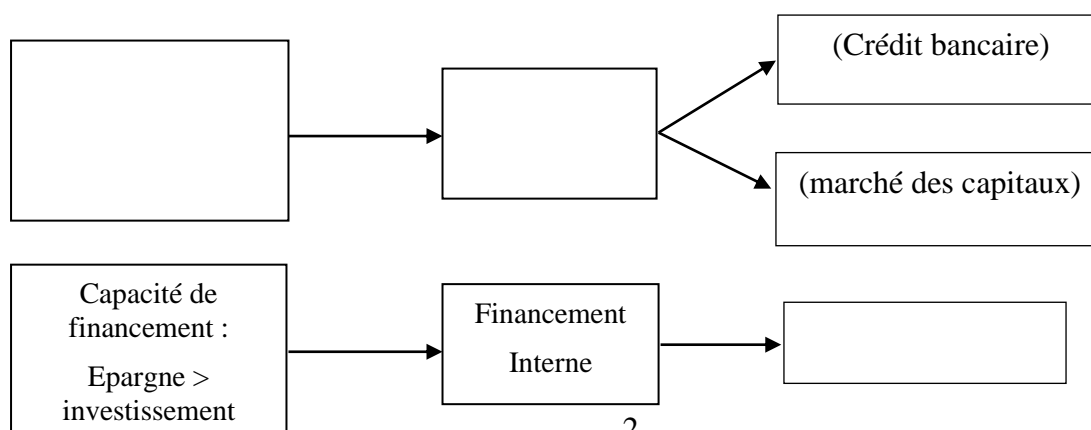 (Crédit bancaire)
(marché des capitaux)
Capacité de
financement :
Epargne >
investissement
Financement
Interne
2